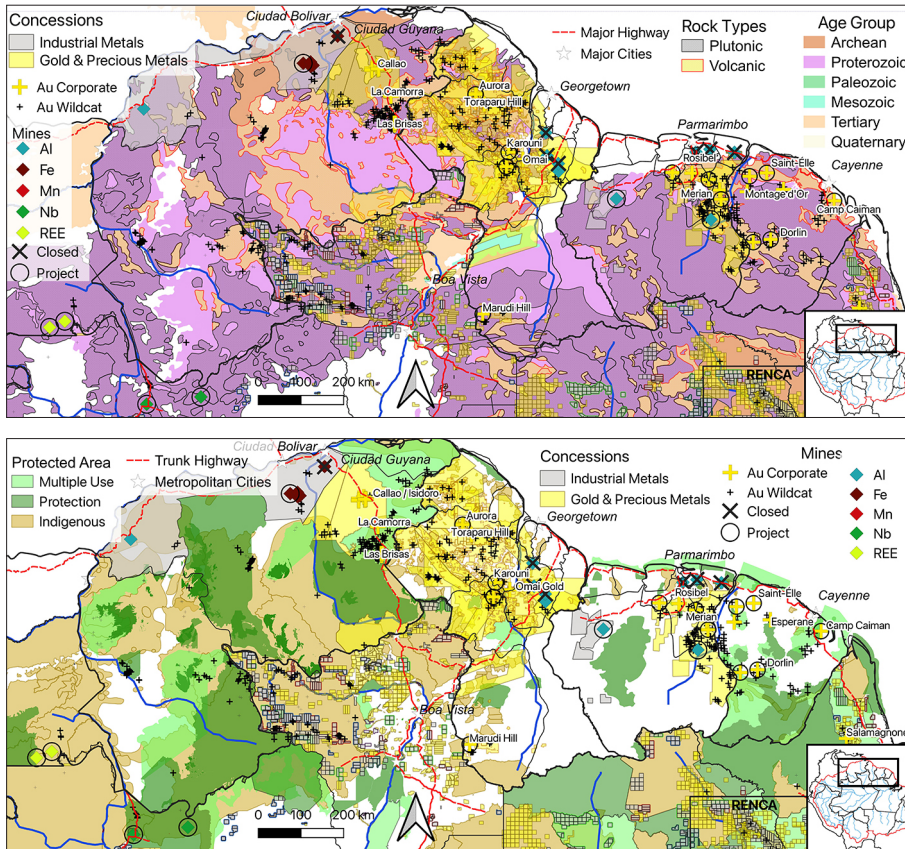 Ciudad Bolivar
Ciudad Guyana
Concessions
Industrial Metals
Gold & Precious Metals
Au Corporate
Au Wildcat
Mines
Al
Fe
Mn
Nb
REE
Closed
Project
Major Highway
Major Cities
Rock Types
Plutonic
Volcanic
Age Group
Archean
Proterozoic
Paleozoic
Mesozoic
Tertiary
Quaternary
Callao
La Camorra
Las Brisas
Aurora
Toraparu Hill
Georgetown
Karouni
Omai
Parmarimbo
Rosibel
Saint-Élle
Cayenne
Merian
Montage d'Or
Camp Caiman
Dorlin
Boa Vista
Marudi Hill
RENCA
0 100 200 km
Ciudad Bolivar
Ciudad Guyana
Protected Area
Multiple Use
Protection
Indigenous
Trunk Highway
Metropolitan Cities
Concessions
Industrial Metals
Gold & Precious Metals
Mines
Au Corporate
Au Wildcat
Closed
Project
Al
Fe
Mn
Nb
REE
Callao / Isidoro
La Camorra
Las Brisas
Aurora
Toraparu Hill
Georgetown
Karouni
Omai Gold
Parmarimbo
Rosibel
Saint-Élle
Cayenne
Merian
Esperane
Camp Caiman
Dorlin
Boa Vista
Marudi Hill
Salamagnone
RENCA
0 100 200 km